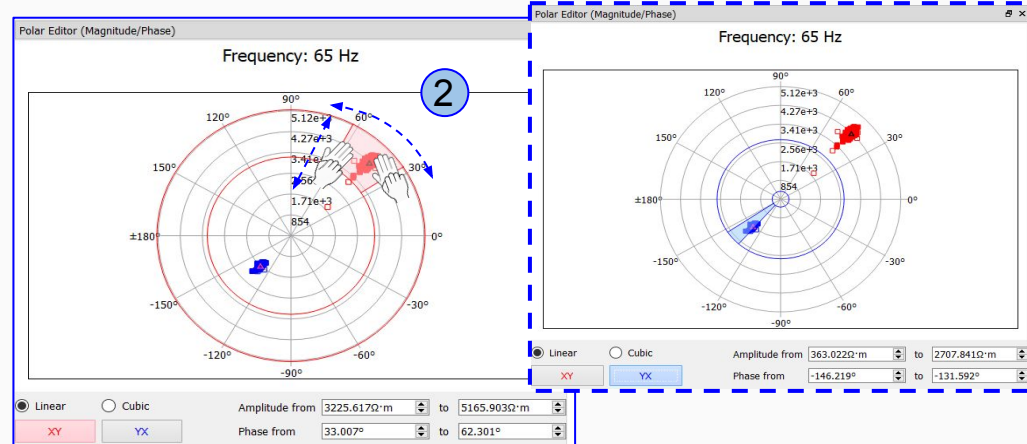 Polar Editor (Magnitude/Phase)
Frequency: 65 Hz
2
90°
120°
60°
5.12e+3
4.27e+3
150°
30°
3.41e+
2.56
1.71e+3
854
±180°
0°
-150°
-30°
-120°
-60°
-90°
Linear
Cubic
Amplitude from 3225.617Ω·m to 5165.903Ω·m
XY
YX
Phase from 33.007° to 62.301°
Polar Editor (Magnitude/Phase)
Frequency: 65 Hz
90°
120°
60°
5.12e+3
4.27e+3
150°
30°
3.41e+3
2.56e+3
1.71e+3
854
±180°
0°
-150°
-30°
-120°
-60°
-90°
Linear
Cubic
Amplitude from 363.022Ω·m to 2707.841Ω·m
XY
YX
Phase from -146.219° to -131.592°